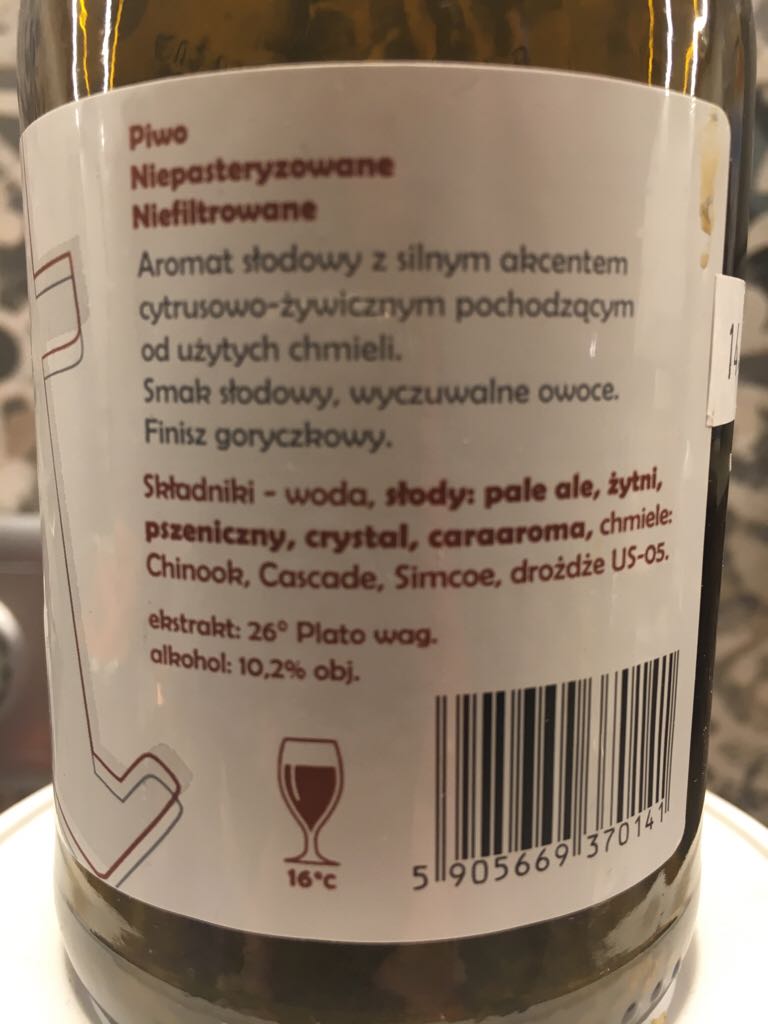 Piwo
Niepasteryzowane
Niefiltrowane
Aromat słodowy z silnym akcentem
cytrusowo-żywicznym pochodzącym
od użytych chmieli.
Smak słodowy, wyczuwalne owoce.
Finisz goryczkowy.
Składniki - woda, słody: pale ale, żytni,
pszeniczny, crystal, caraaroma, chmiele:
Chinook, Cascade, Simcoe, drożdże US-05.
ekstrakt: 26° Plato wag.
alkohol: 10,2% obj.
16°c
5 905669 370141